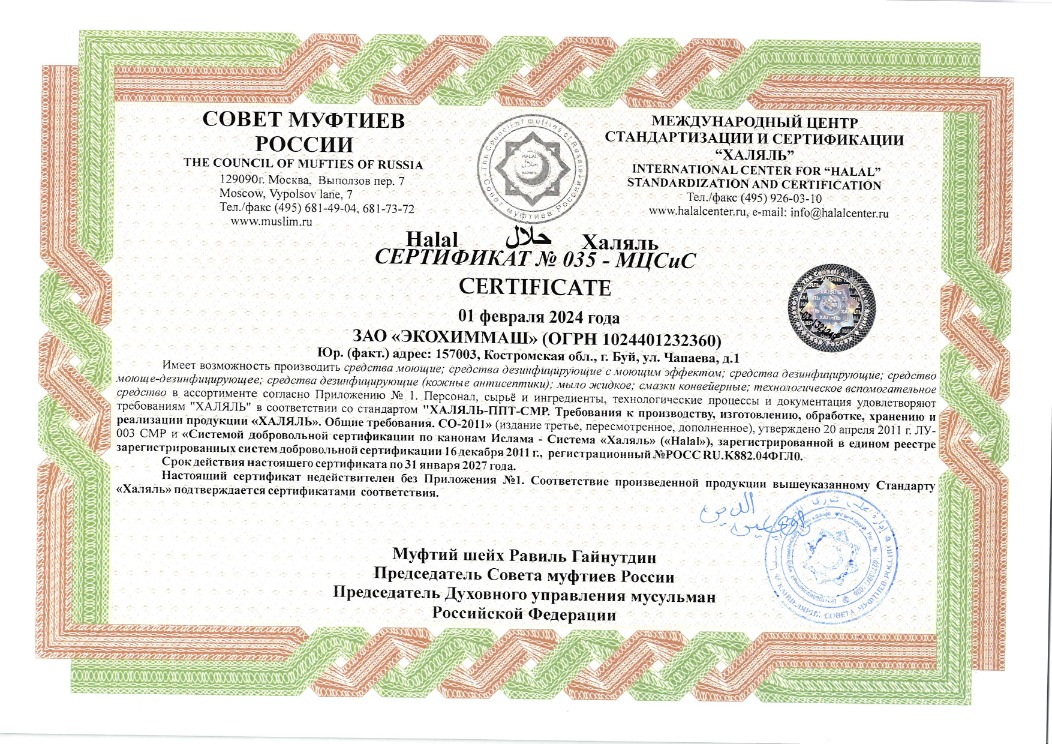 СОВЕТ МУФТИЕВ
РОССИИ
THE COUNCIL OF MUFTIES OF RUSSIA
129090г. Москва, Выползов пер. 7
Moscow, Vypolsov lane, 7
Тел./факс (495) 681-49-04, 681-73-72
www.muslim.ru
The Council of mufties of Russia
Совет муфтиев России
МЕЖДУНАРОДНЫЙ ЦЕНТР
СТАНДАРТИЗАЦИИ И СЕРТИФИКАЦИИ
“ХАЛЯЛЬ”
INTERNATIONAL CENTER FOR “HALAL”
STANDARDIZATION AND CERTIFICATION
Тел./факс (495) 926-03-10
www.halalcenter.ru, e-mail: info@halalcenter.ru
Halal حلال Халяль
СЕРТИФИКАТ № 035 - МЦСиС
CERTIFICATE
01 февраля 2024 года
ЗАО «ЭКОХИММАШ» (ОГРН 1024401232360)
Юр. (факт.) адрес: 157003, Костромская обл., г. Буй, ул. Чапаева, д.1
Имеет возможность производить средства моющие; средства дезинфицирующие с моющим эффектом; средства дезинфицирующие; средство
моюще-дезинфицирующее; средства дезинфицирующие (кожные антисептики); мыло жидкое; смазки конвейерные; технологическое вспомогательное
средство в ассортименте согласно Приложению № 1. Персонал, сырьё и ингредиенты, технологические процессы и документация удовлетворяют
требованиям "ХАЛЯЛЬ" в соответствии со стандартом "ХАЛЯЛЬ-ППТ-СМР. Требования к производству, изготовлению, обработке, хранению и
реализации продукции «ХАЛЯЛЬ». Общие требования. СО-2011» (издание третье, пересмотренное, дополненное), утверждено 20 апреля 2011 г. ЛУ-
003 СМР и «Системой добровольной сертификации по канонам Ислама - Система «Халяль» («Halal»), зарегистрированной в едином реестре
зарегистрированных систем добровольной сертификации 16 декабря 2011 г., регистрационный №РОСС RU.К882.04ФГЛ0.
Срок действия настоящего сертификата по 31 января 2027 года.
Настоящий сертификат недействителен без Приложения №1. Соответствие произведенной продукции вышеуказанному Стандарту
«Халяль» подтверждается сертификатами соответствия.
Муфтий шейх Равиль Гайнутдин
Председатель Совета муфтиев России
Председатель Духовного управления мусульман
Российской Федерации